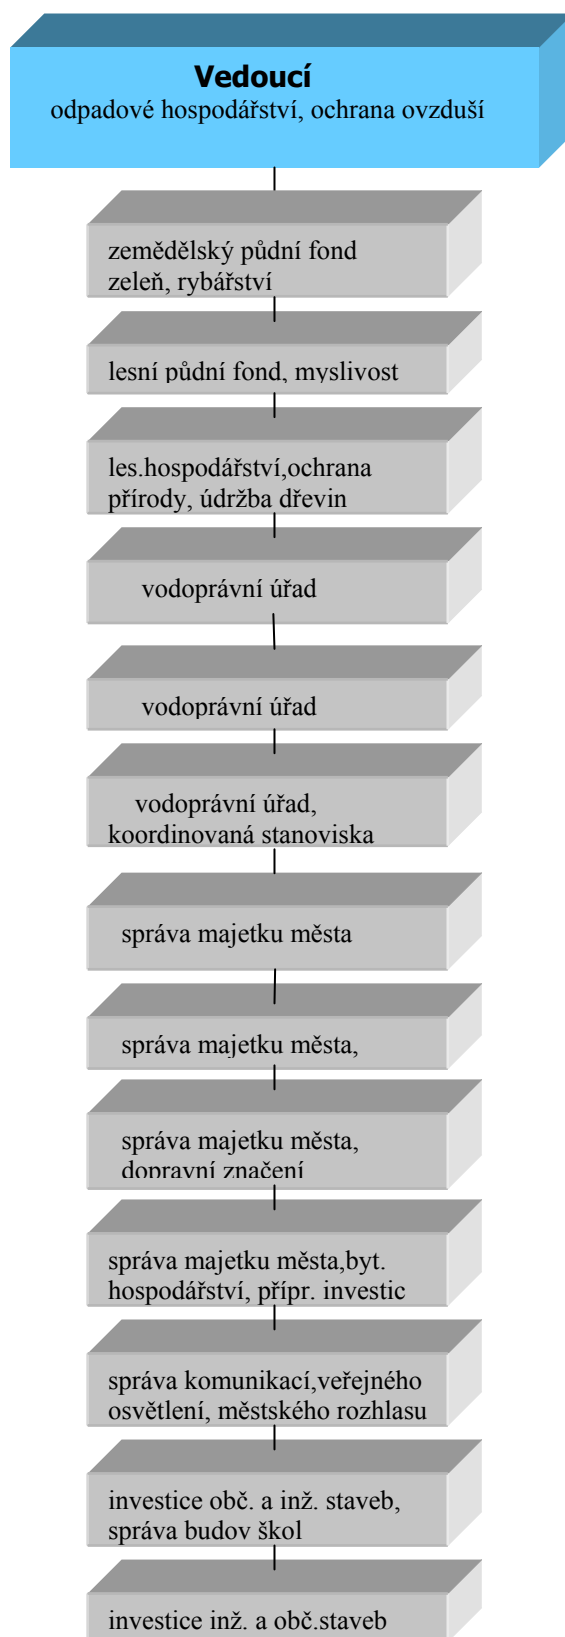 Vedoucí
odpadové hospodářství, ochrana ovzduší
zemědělský půdní fond
zeleň, rybářství
lesní půdní fond, myslivost
les.hospodářství,ochrana
přírody, údržba dřevin
vodoprávní úřad
vodoprávní úřad
vodoprávní úřad,
koordinovaná stanoviska
správa majetku města
správa majetku města,
správa majetku města,
dopravní značení
správa majetku města,byt.
hospodářství, přípr. investic
správa komunikací,veřejného
osvětlení, městského rozhlasu
investice obč. a inž. staveb,
správa budov škol
investice inž. a obč.staveb